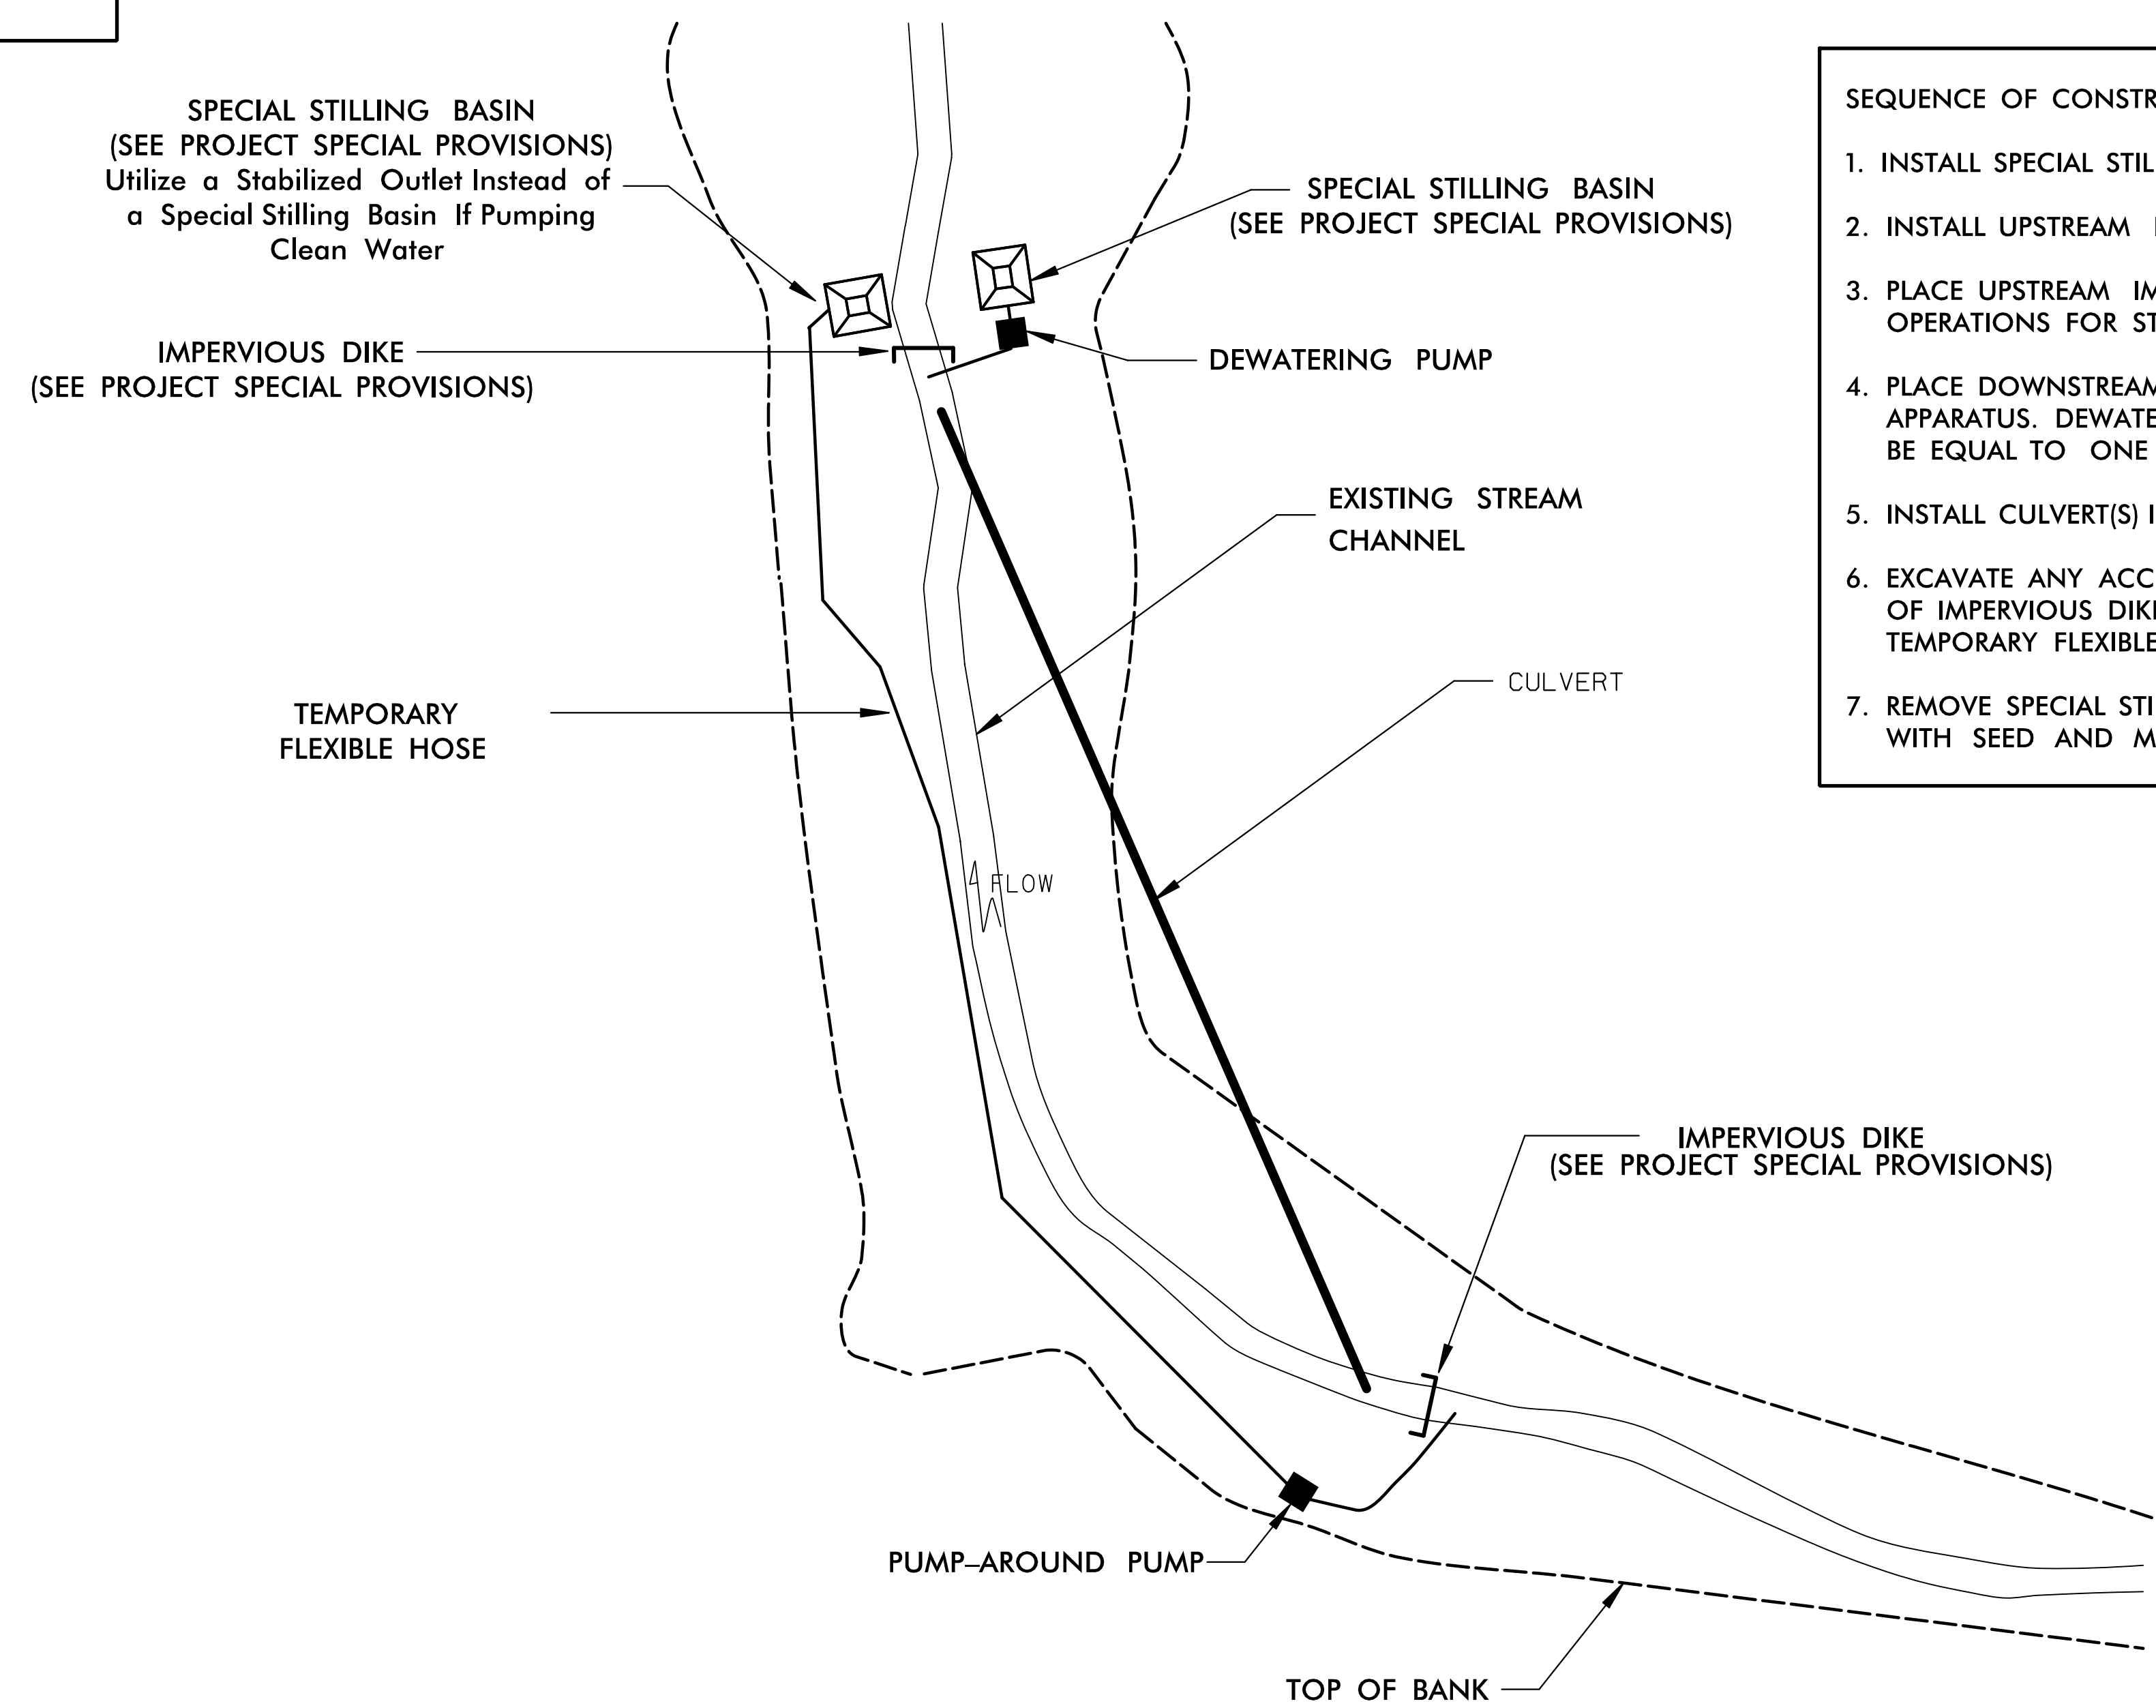 SPECIAL STILLING BASIN
(SEE PROJECT SPECIAL PROVISIONS)
Utilize a Stabilized Outlet Instead of
a Special Stilling Basin If Pumping
Clean Water
SPECIAL STILLING BASIN
(SEE PROJECT SPECIAL PROVISIONS)
IMPERVIOUS DIKE
(SEE PROJECT SPECIAL PROVISIONS)
DEWATERING PUMP
EXISTING STREAM
CHANNEL
CULVERT
TEMPORARY
FLEXIBLE HOSE
FLOW
IMPERVIOUS DIKE
(SEE PROJECT SPECIAL PROVISIONS)
PUMP-AROUND PUMP
TOP OF BANK
SEQUENCE OF CONSTR
1. INSTALL SPECIAL STIL
2. INSTALL UPSTREAM
3. PLACE UPSTREAM IM
OPERATIONS FOR ST
4. PLACE DOWNSTREAM
APPARATUS. DEWATE
BE EQUAL TO ONE
5. INSTALL CULVERT(S) I
6. EXCAVATE ANY ACC
OF IMPERVIOUS DIKE
TEMPORARY FLEXIBLE
7. REMOVE SPECIAL STI
WITH SEED AND M